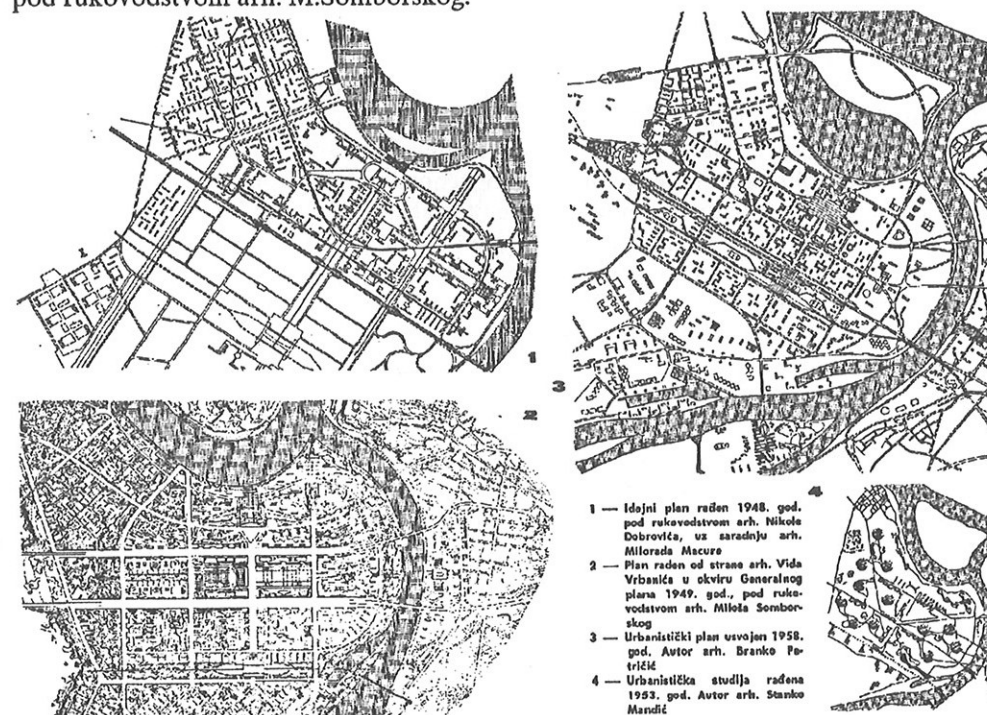 pod rukovodstvom arh. M.Somborskog.
1
1
2
3
4
1 — Idejni plan rađen 1948. god.
pod rukovodstvom arh. Nikole
Dobrovića, uz saradnju arh.
Milorada Macure
2 — Plan rađen od strane arh. Vida
Vrbanića u okviru Generalnog
plana 1949. god., pod ruko-
vodstvom arh. Miloša Sombor-
skog
3 — Urbanistički plan usvojen 1958.
god. Autor arh. Branko Pe-
tričić
4 — Urbanistička studija rađena
1953. god. Autor arh. Stanko
Mandić